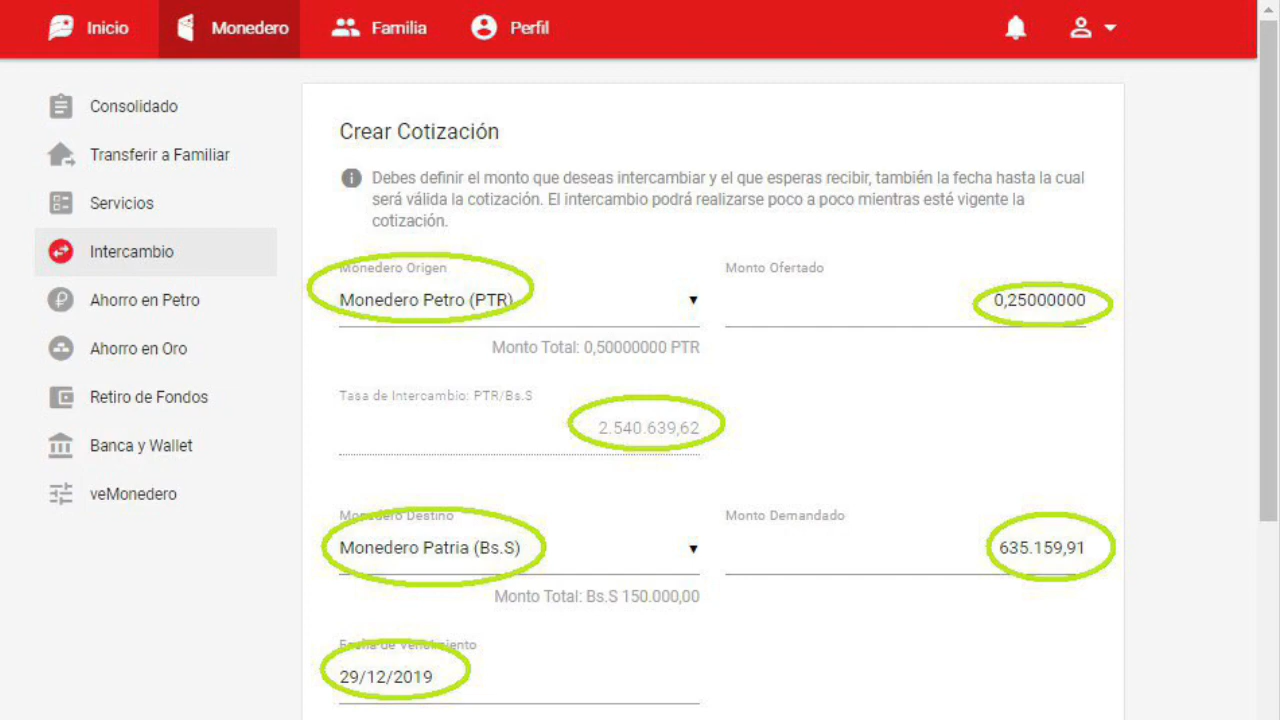 Inicio
Monedero
Familia
Perfil
Consolidado
Transferir a Familiar
Servicios
Intercambio
Ahorro en Petro
Ahorro en Oro
Retiro de Fondos
Banca y Wallet
veMonedero
Crear Cotización
Debes definir el monto que deseas intercambiar y el que esperas recibir, también la fecha hasta la cual
será válida la cotización. El intercambio podrá realizarse poco a poco mientras esté vigente la
cotización.
Monedero Origen
Monto Ofertado
Monedero Petro (PTR)
0,25000000
Monto Total: 0,50000000 PTR
Tasa de Intercambio: PTR/Bs.S
2.540.639,62
Monedero Destino
Monto Demandado
Monedero Patria (Bs.S)
635.159,91
Monto Total: Bs.S 150.000,00
Fecha de Vencimiento
29/12/2019